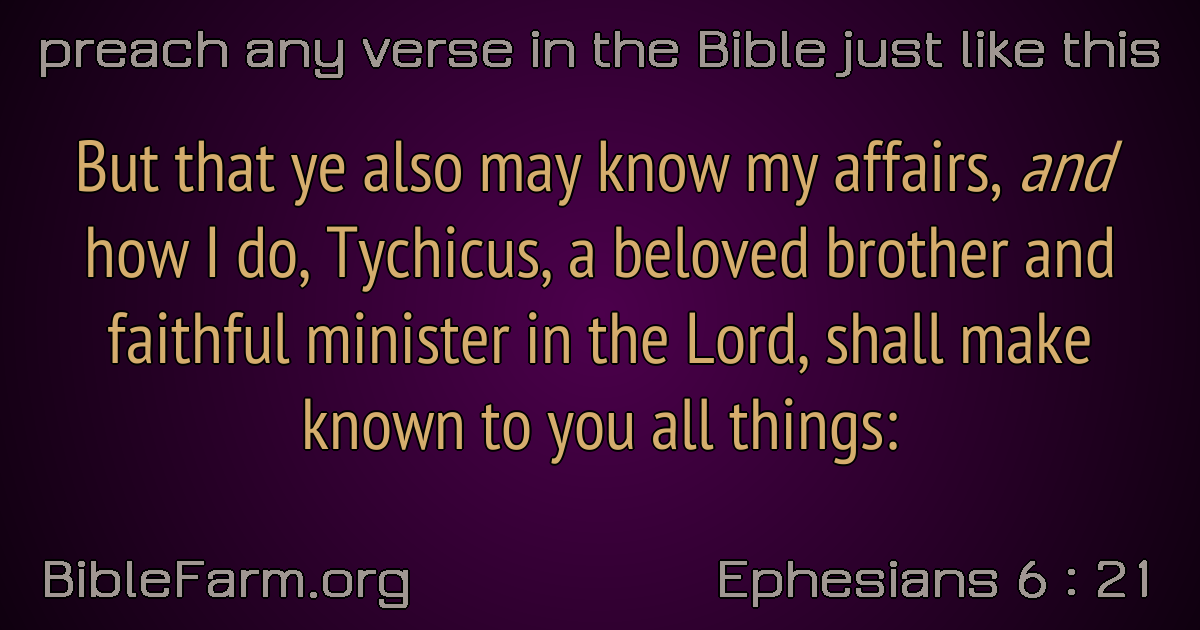 preach any verse in the Bible just like this
But that ye also may know my affairs, and
how I do, Tychicus, a beloved brother and
faithful minister in the Lord, shall make
known to you all things:
BibleFarm.org
Ephesians 6 : 21